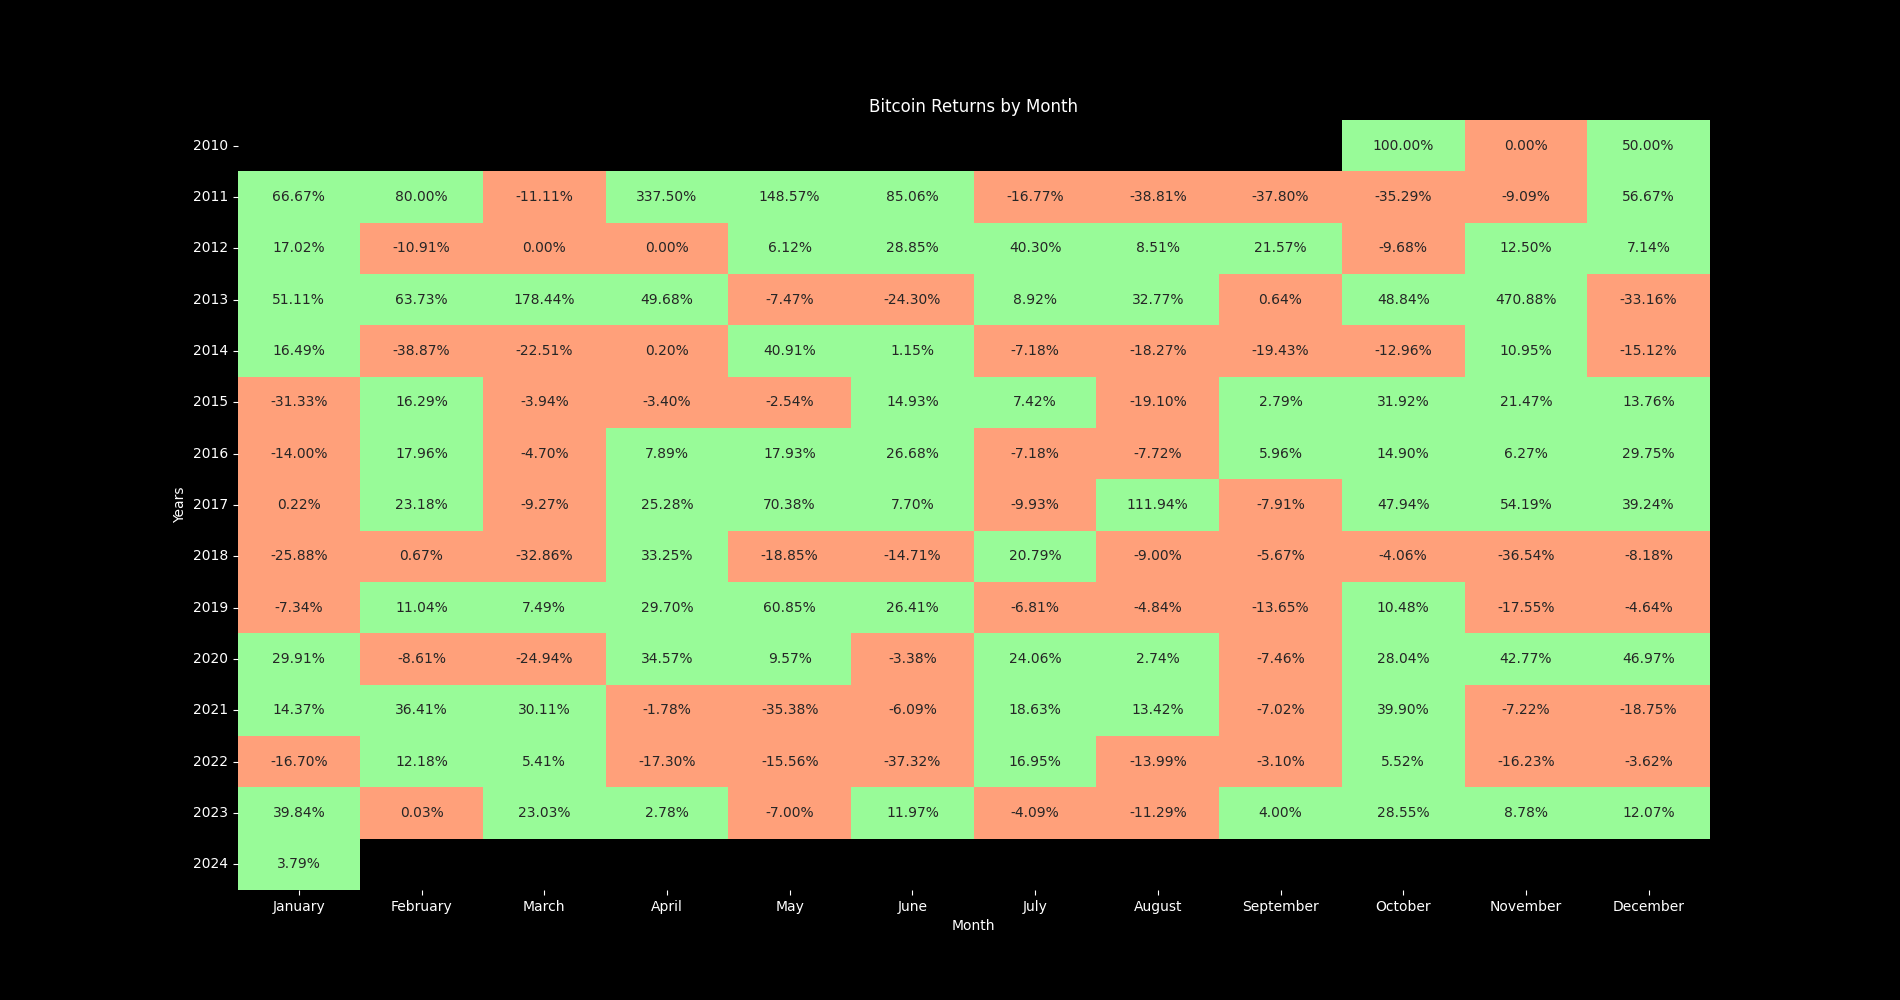 Bitcoin Returns by Month
2010 100.00% 0.00% 50.00%
2011 66.67% 80.00% -11.11% 337.50% 148.57% 85.06% -16.77% -38.81% -37.80% -35.29% -9.09% 56.67%
2012 17.02% -10.91% 0.00% 0.00% 6.12% 28.85% 40.30% 8.51% 21.57% -9.68% 12.50% 7.14%
2013 51.11% 63.73% 178.44% 49.68% -7.47% -24.30% 8.92% 32.77% 0.64% 48.84% 470.88% -33.16%
2014 16.49% -38.87% -22.51% 0.20% 40.91% 1.15% -7.18% -18.27% -19.43% -12.96% 10.95% -15.12%
2015 -31.33% 16.29% -3.94% -3.40% -2.54% 14.93% 7.42% -19.10% 2.79% 31.92% 21.47% 13.76%
2016 -14.00% 17.96% -4.70% 7.89% 17.93% 26.68% -7.18% -7.72% 5.96% 14.90% 6.27% 29.75%
Years
2017 0.22% 23.18% -9.27% 25.28% 70.38% 7.70% -9.93% 111.94% -7.91% 47.94% 54.19% 39.24%
2018 -25.88% 0.67% -32.86% 33.25% -18.85% -14.71% 20.79% -9.00% -5.67% -4.06% -36.54% -8.18%
2019 -7.34% 11.04% 7.49% 29.70% 60.85% 26.41% -6.81% -4.84% -13.65% 10.48% -17.55% -4.64%
2020 29.91% -8.61% -24.94% 34.57% 9.57% -3.38% 24.06% 2.74% -7.46% 28.04% 42.77% 46.97%
2021 14.37% 36.41% 30.11% -1.78% -35.38% -6.09% 18.63% 13.42% -7.02% 39.90% -7.22% -18.75%
2022 -16.70% 12.18% 5.41% -17.30% -15.56% -37.32% 16.95% -13.99% -3.10% 5.52% -16.23% -3.62%
2023 39.84% 0.03% 23.03% 2.78% -7.00% 11.97% -4.09% -11.29% 4.00% 28.55% 8.78% 12.07%
2024 3.79%
January February March April May June July August September October November December
Month